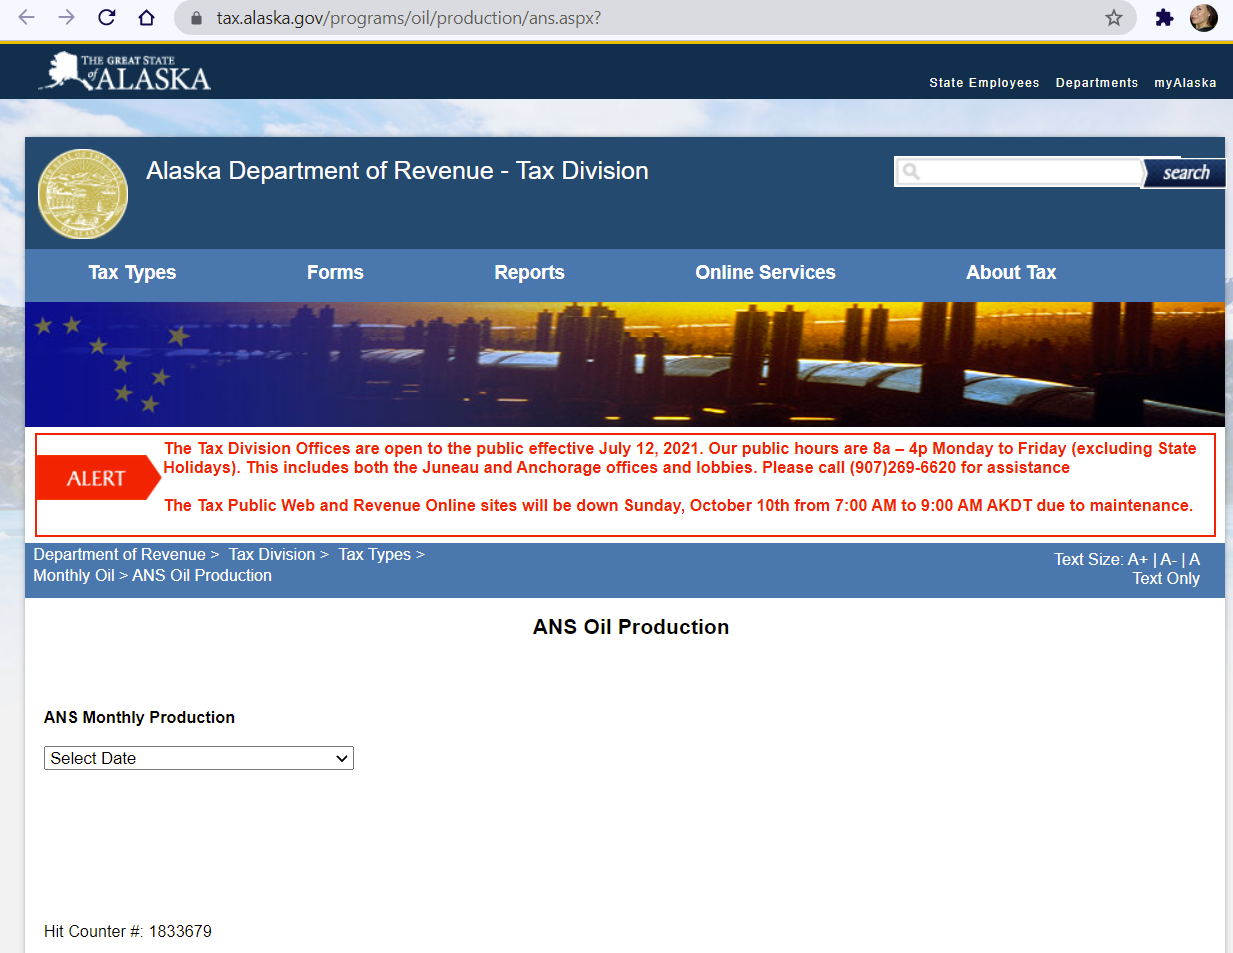 tax.alaska.gov/programs/oil/production/ans.aspx?
THE GREAT STATE
of ALASKA
State Employees Departments myAlaska
Alaska Department of Revenue - Tax Division
search
Tax Types Forms Reports Online Services About Tax
The Tax Division Offices are open to the public effective July 12, 2021. Our public hours are 8a – 4p Monday to Friday (excluding State
Holidays). This includes both the Juneau and Anchorage offices and lobbies. Please call (907)269-6620 for assistance
ALERT
The Tax Public Web and Revenue Online sites will be down Sunday, October 10th from 7:00 AM to 9:00 AM AKDT due to maintenance.
Department of Revenue > Tax Division > Tax Types >
Monthly Oil > ANS Oil Production
Text Size: A+ | A- | A
Text Only
ANS Oil Production
ANS Monthly Production
Select Date
Hit Counter #: 1833679